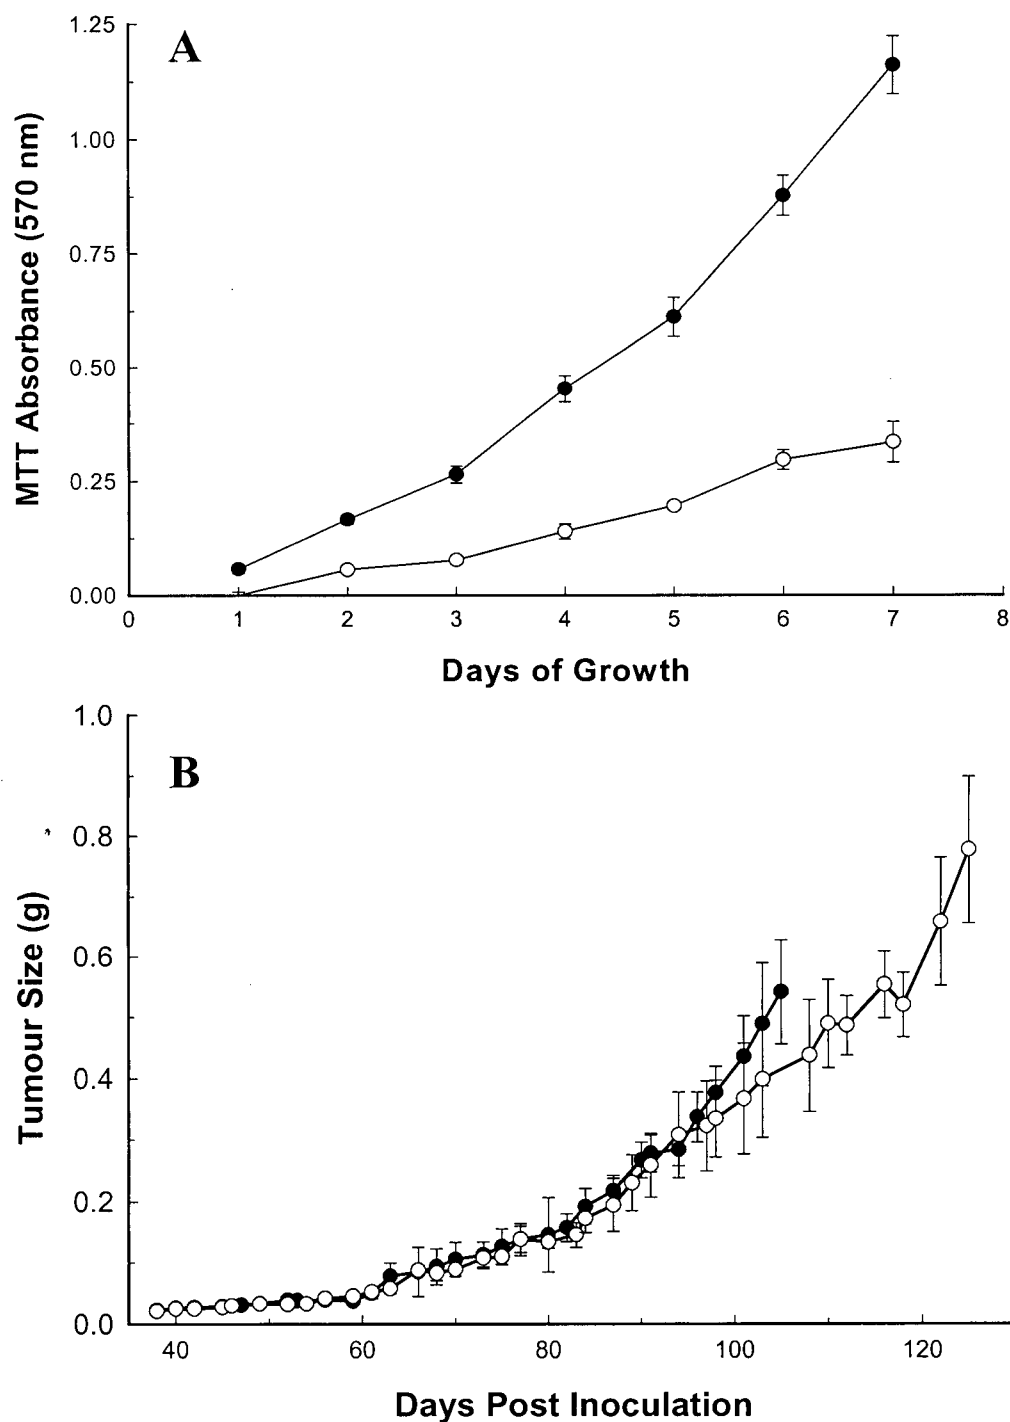 A
1.25
1.00
0.75
0.50
0.25
0.00
MTT Absorbance (570 nm)
0 1 2 3 4 5 6 7 8
Days of Growth
B
1.0
0.8
0.6
0.4
0.2
0.0
Tumour Size (g)
40 60 80 100 120
Days Post Inoculation